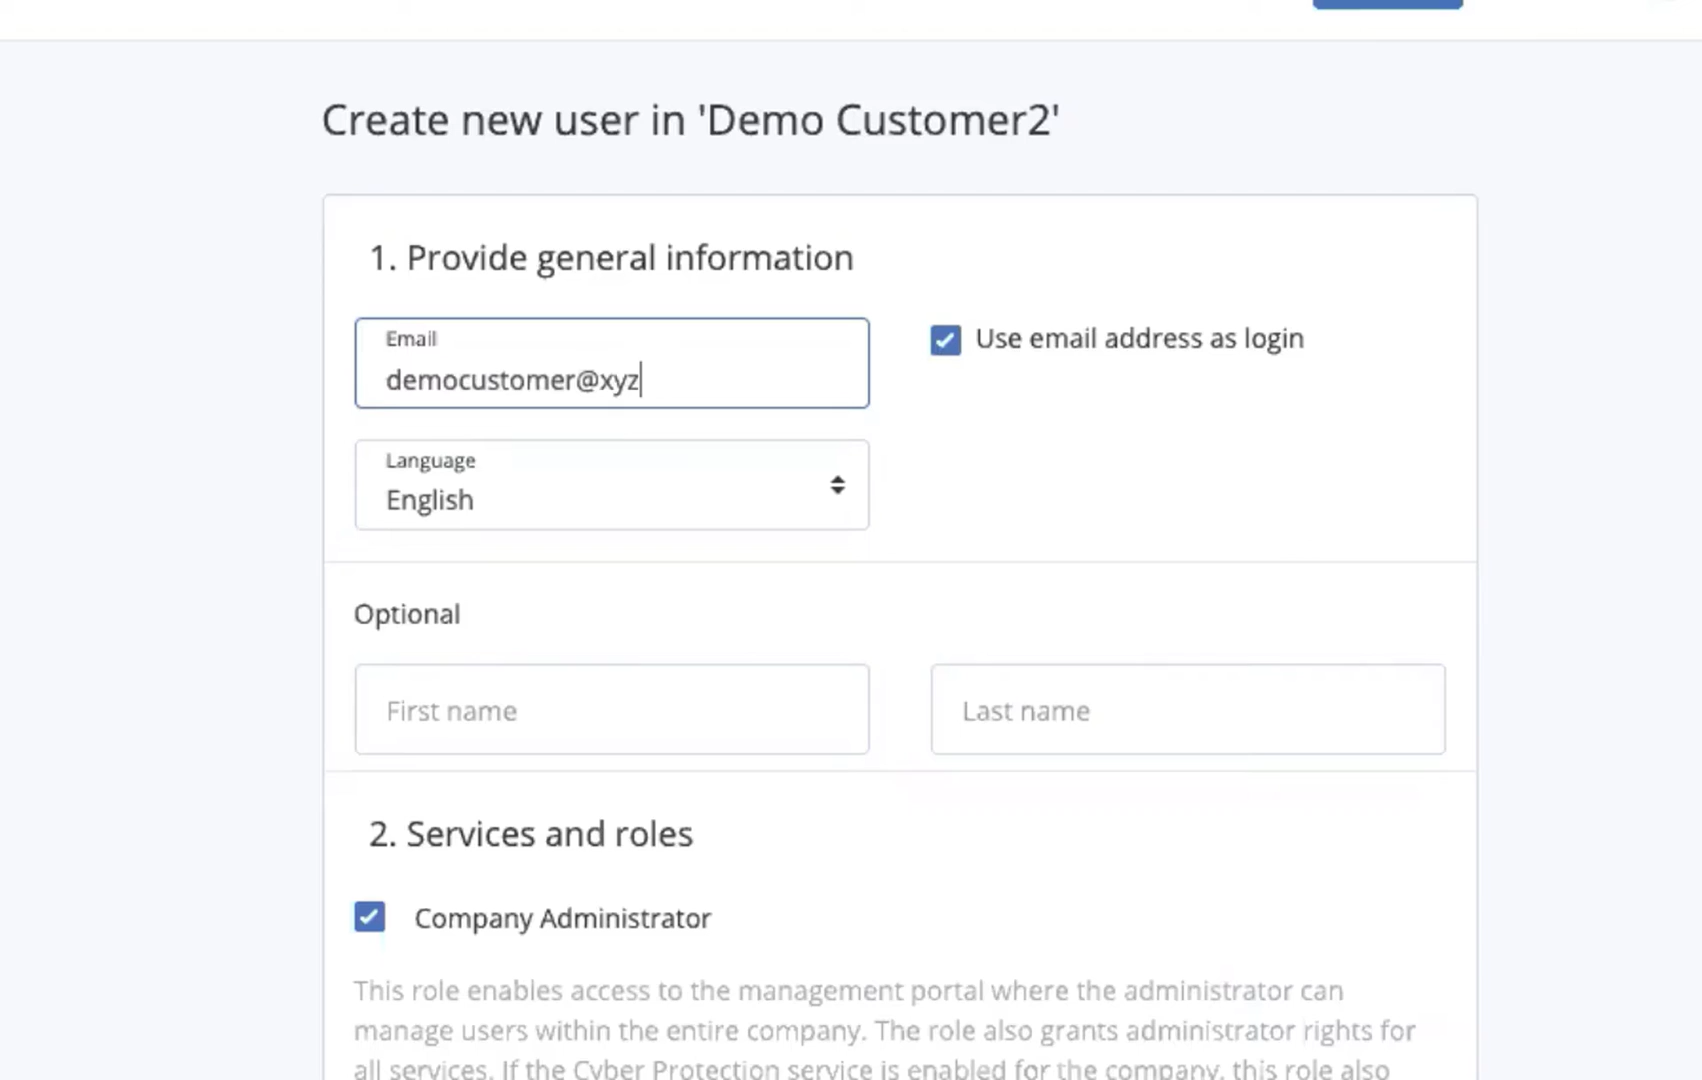 Create new user in 'Demo Customer2'
1. Provide general information
Email
democustomer@xyz
Use email address as login
Language
English
Optional
First name
Last name
2. Services and roles
Company Administrator
This role enables access to the management portal where the administrator can
manage users within the entire company. The role also grants administrator rights for
all services. If the Cyber Protection service is enabled for the company, this role also